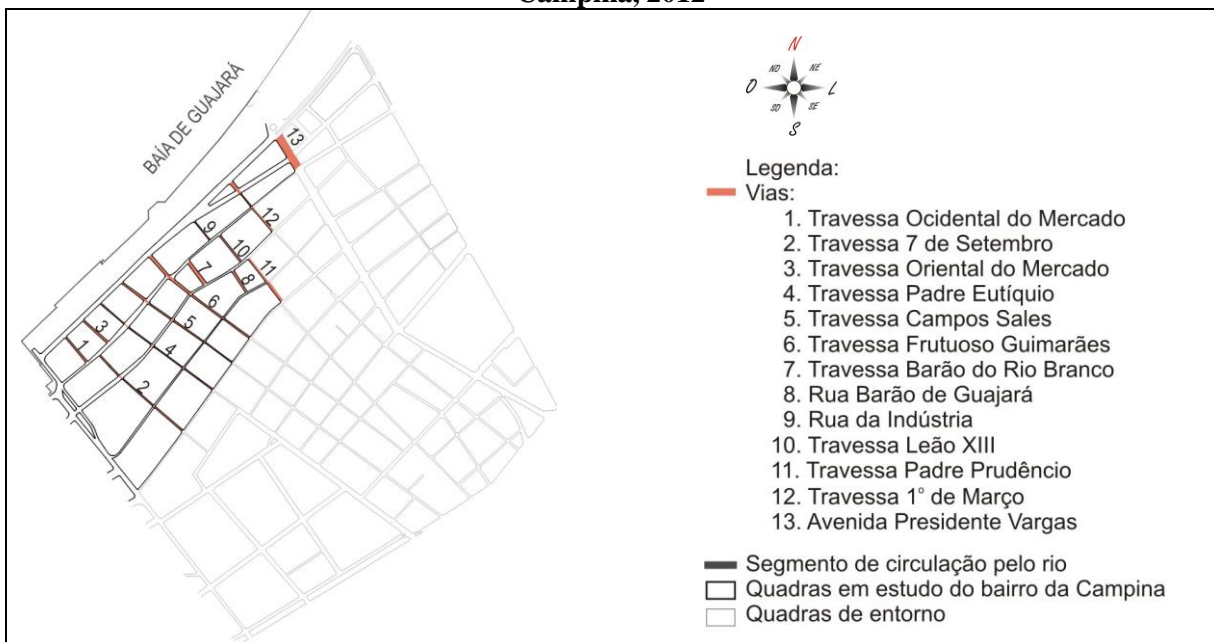 Campina, 2012
BAÍA DE GUAJARÁ
13
12
9
10
11
7
8
6
5
3
1
4
2
N
ND
NE
O
L
SD
SE
S
Legenda:
Vias:
1. Travessa Ocidental do Mercado
2. Travessa 7 de Setembro
3. Travessa Oriental do Mercado
4. Travessa Padre Eutíquio
5. Travessa Campos Sales
6. Travessa Frutuoso Guimarães
7. Travessa Barão do Rio Branco
8. Rua Barão de Guajará
9. Rua da Indústria
10. Travessa Leão XIII
11. Travessa Padre Prudêncio
12. Travessa 1° de Março
13. Avenida Presidente Vargas
Segmento de circulação pelo rio
Quadras em estudo do bairro da Campina
Quadras de entorno